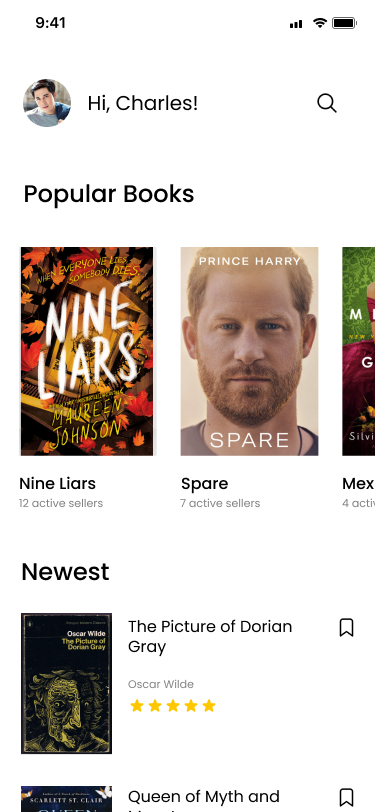 9:41
Hi, Charles!
Popular Books
WHEN EVERYONE LIES,
SOMEBODY DIES.
NINE
LIARS
MAUREEN
JOHNSON
PRINCE HARRY
SPARE
M
G
Silvi
Nine Liars
12 active sellers
Spare
7 active sellers
Mex
4 activ
Newest
Oscar Wilde
The Picture of
Dorian Gray
The Picture of Dorian
Gray
Oscar Wilde
SCARLETT ST. CLAIR
QUEEN
Queen of Myth and